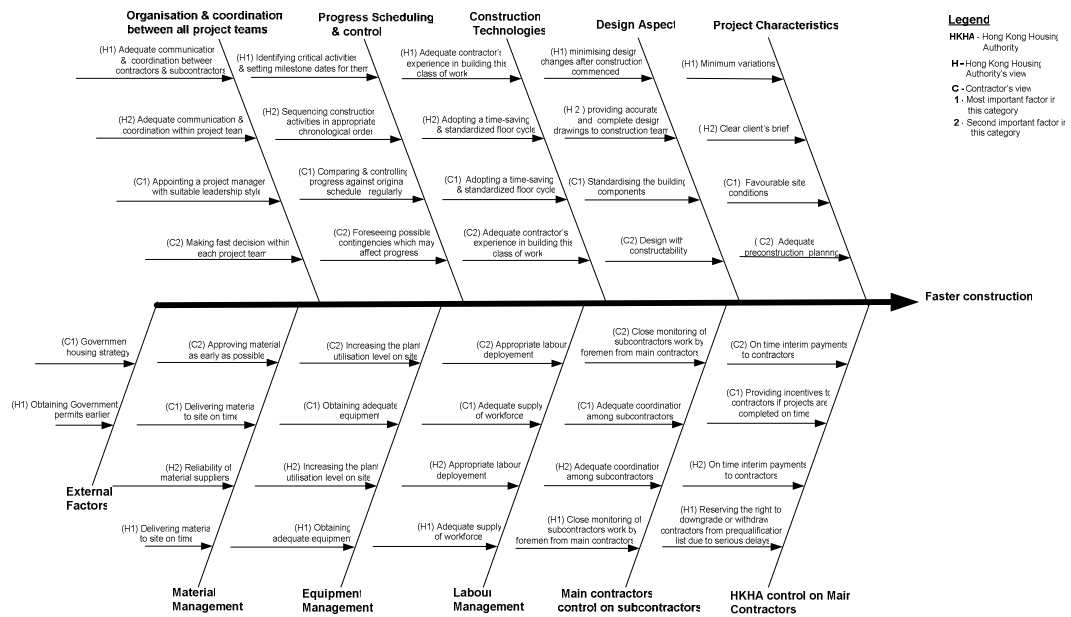 Organisation & coordination
between all project teams
(H1) Adequate communication
& coordination between
contractors & subcontractors
(H2) Adequate communication &
coordination within project team
(C1) Appointing a project manager
with suitable leadership style
(C2) Making fast decision within
each project team
Progress Scheduling
& control
(H1) Identifying critical activities
& setting milestone dates for them
(H2) Sequencing construction
activities in appropriate
chronological order
(C1) Comparing & controlling
progress against original
schedule regularly
(C2) Foreseeing possible
contingencies which may
affect progress
Construction
Technologies
(H1) Adequate contractor's
experience in building this
class of work
(H2) Adopting a time-saving
& standardized floor cycle
(C1) Adopting a time-saving
& standardized floor cycle
(C2) Adequate contractor's
experience in building this
class of work
Design Aspect
(H1) minimising design
changes after construction
commenced
(H 2 ) providing accurate
and complete design
drawings to construction team
(C1) Standardising the building
components
(C2) Design with
constructability
Project Characteristics
(H1) Minimum variations
( H2) Clear client's brief
(C1) Favourable site
conditions
( C2) Adequate
preconstruction planning
Legend
HKHA - Hong Kong Housing
Authority
H - Hong Kong Housing
Authority's view
C - Contractor's view
1 - Most important factor in
this category
2 - Second important factor in
this category
Faster construction
(C1) Government
housing strategy
(H1) Obtaining Government
permits earlier
External
Factors
(C2) Approving material
as early as possible
(C1) Delivering material
to site on time
(H2) Reliability of
material suppliers
(H1) Delivering material
to site on time
Material
Management
(C2) Increasing the plant
utilisation level on site
(C1) Obtaining adequate
equipment
(H2) Increasing the plant
utilisation level on site
(H1) Obtaining
adequate equipment
Equipment
Management
(C2) Appropriate labour
deployement
(C1) Adequate supply
of workforce
(H2) Appropriate labour
deployement
(H1) Adequate supply
of workforce
Labour
Management
(C2) Close monitoring of
subcontractors work by
foremen from main contractors
(C1) Adequate coordination
among subcontractors
(H2) Adequate coordination
among subcontractors
(H1) Close monitoring of
subcontractors work by
foremen from main contractors
Main contractors
control on subcontractors
(C2) On time interim payments
to contractors
(C1) Providing incentives to
contractors if projects are
completed on time
(H2) On time interim payments
to contractors
(H1) Reserving the right to
downgrade or withdraw
contractors from prequalification
list due to serious delays
HKHA control on Main
Contractors